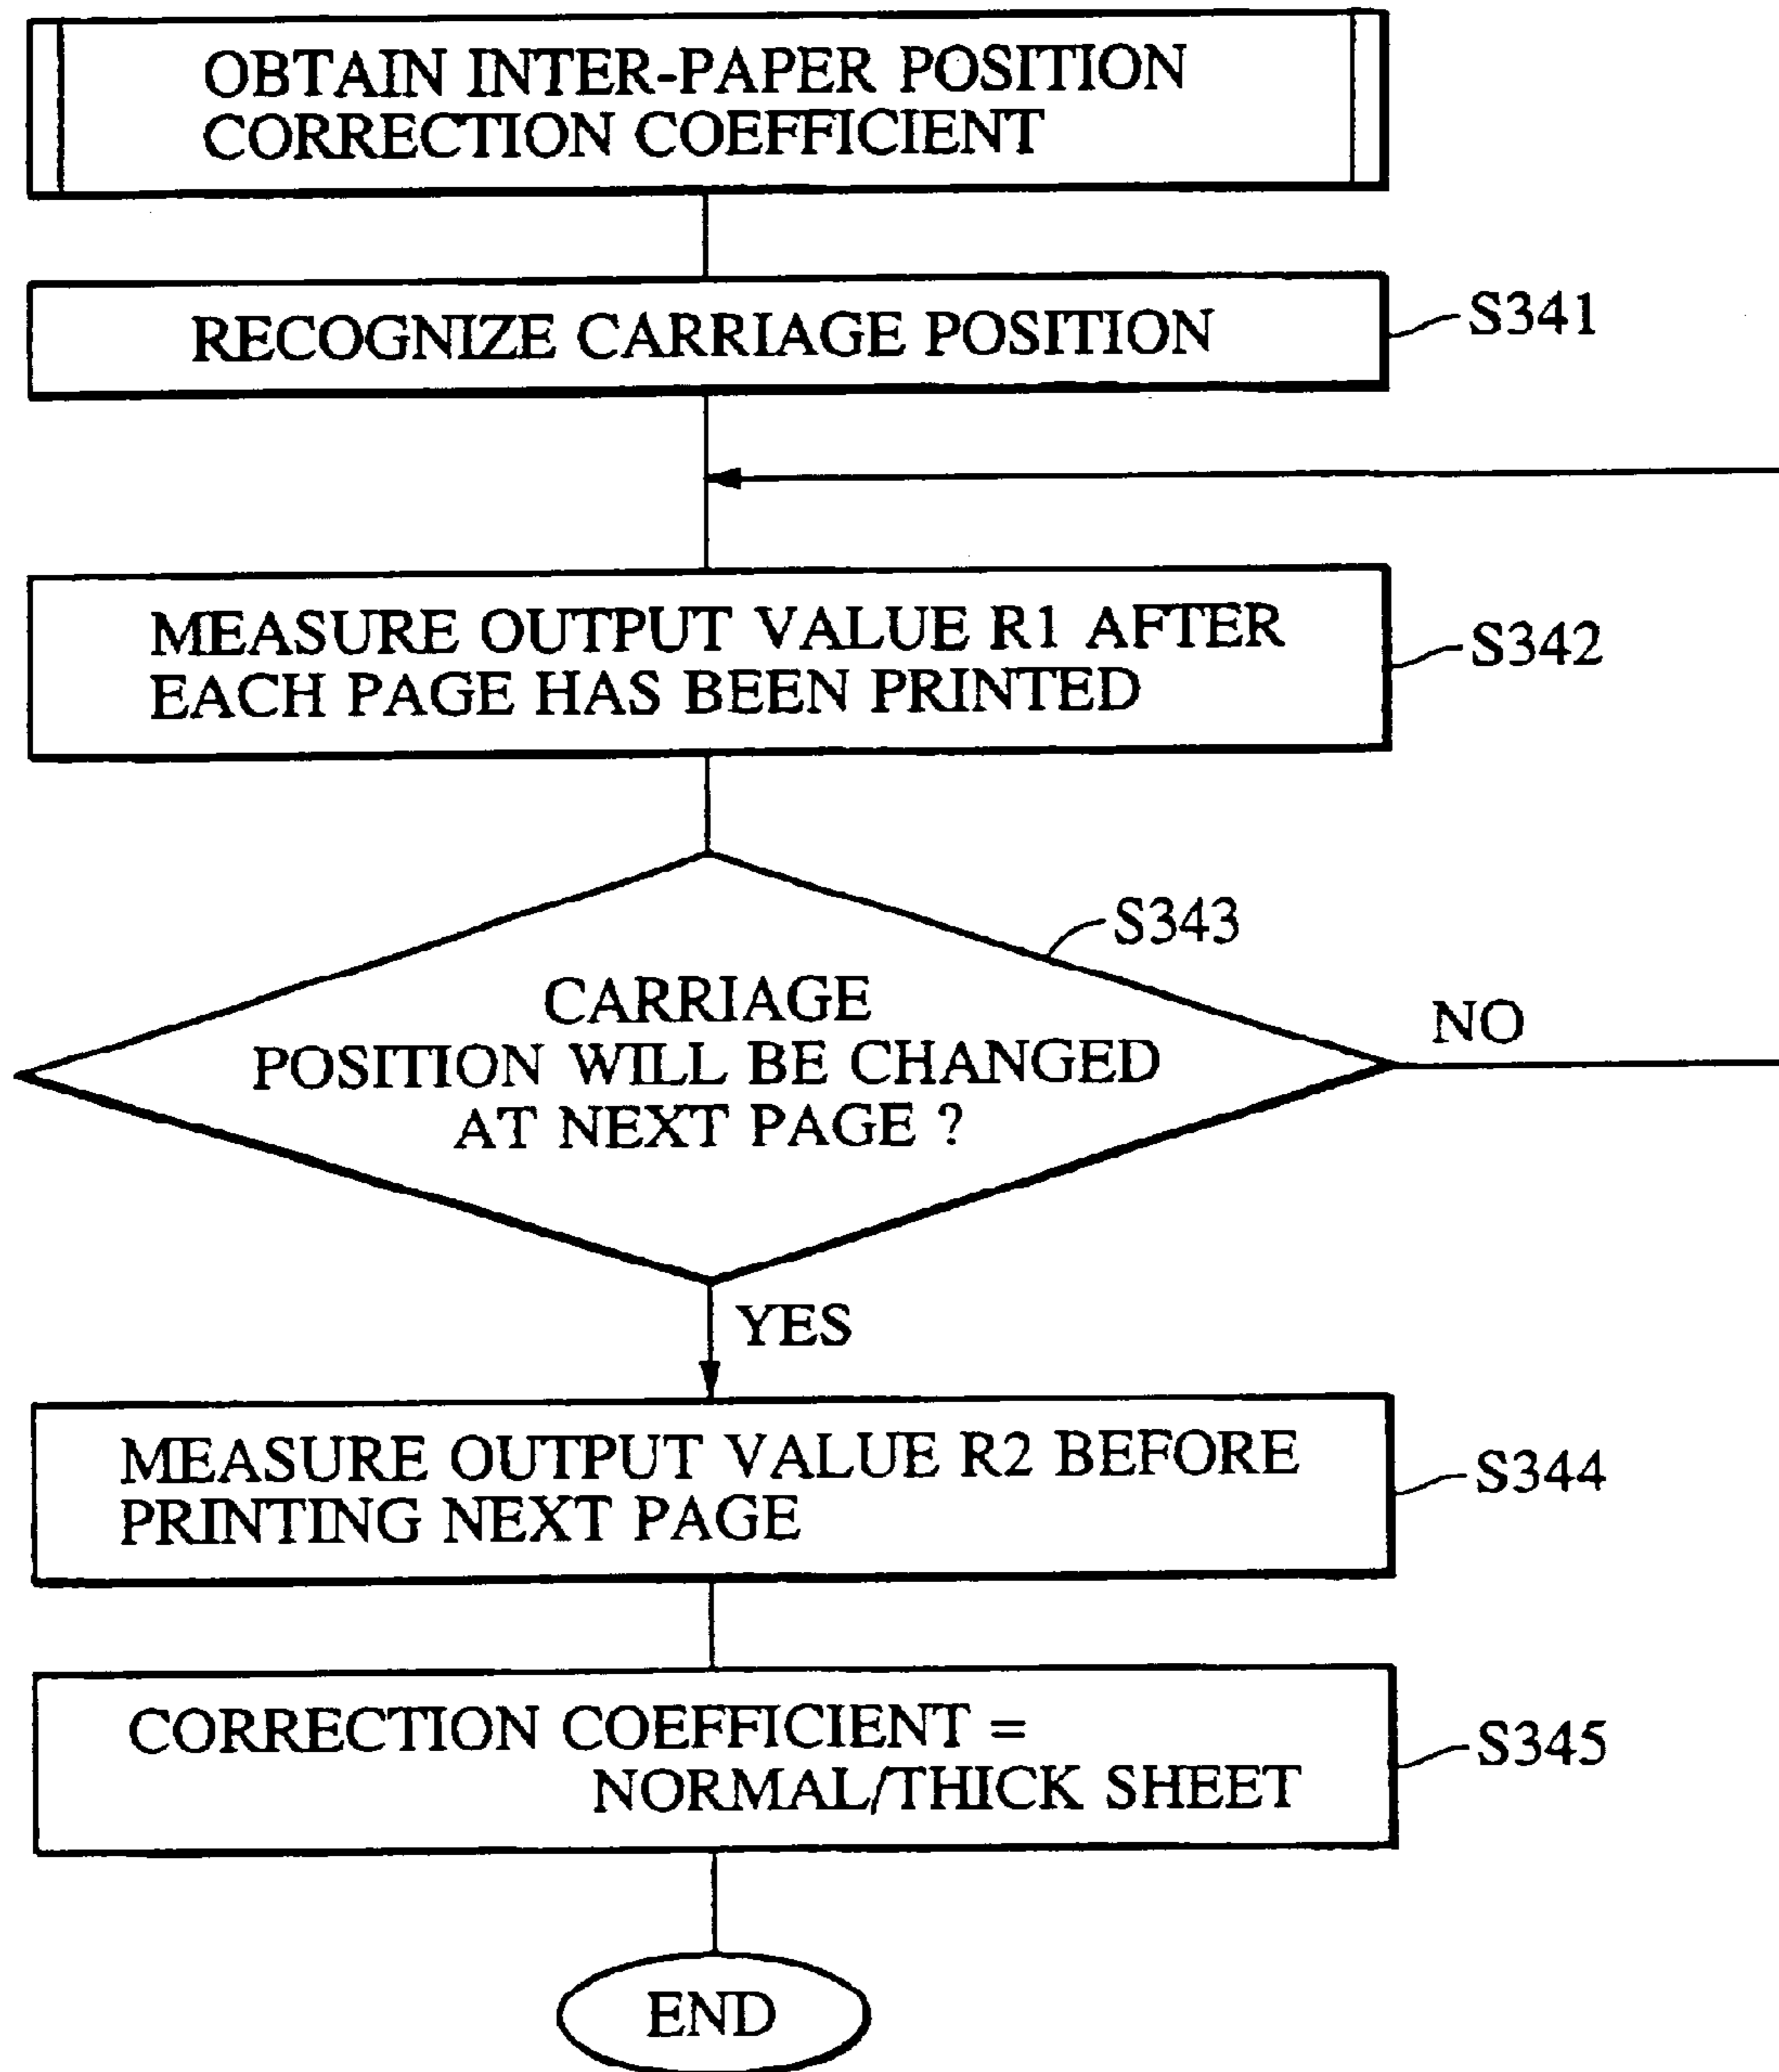 OBTAIN INTER-PAPER POSITION
CORRECTION COEFFICIENT
RECOGNIZE CARRIAGE POSITION
S341
MEASURE OUTPUT VALUE R1 AFTER
EACH PAGE HAS BEEN PRINTED
S342
S343
CARRIAGE
POSITION WILL BE CHANGED
AT NEXT PAGE ?
NO
YES
MEASURE OUTPUT VALUE R2 BEFORE
PRINTING NEXT PAGE
S344
CORRECTION COEFFICIENT =
NORMAL/THICK SHEET
S345
END